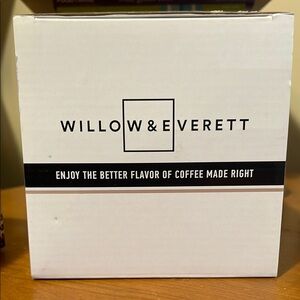 WILLOW & EVERETT
ENJOY THE BETTER FLAVOR OF COFFEE MADE RIGHT